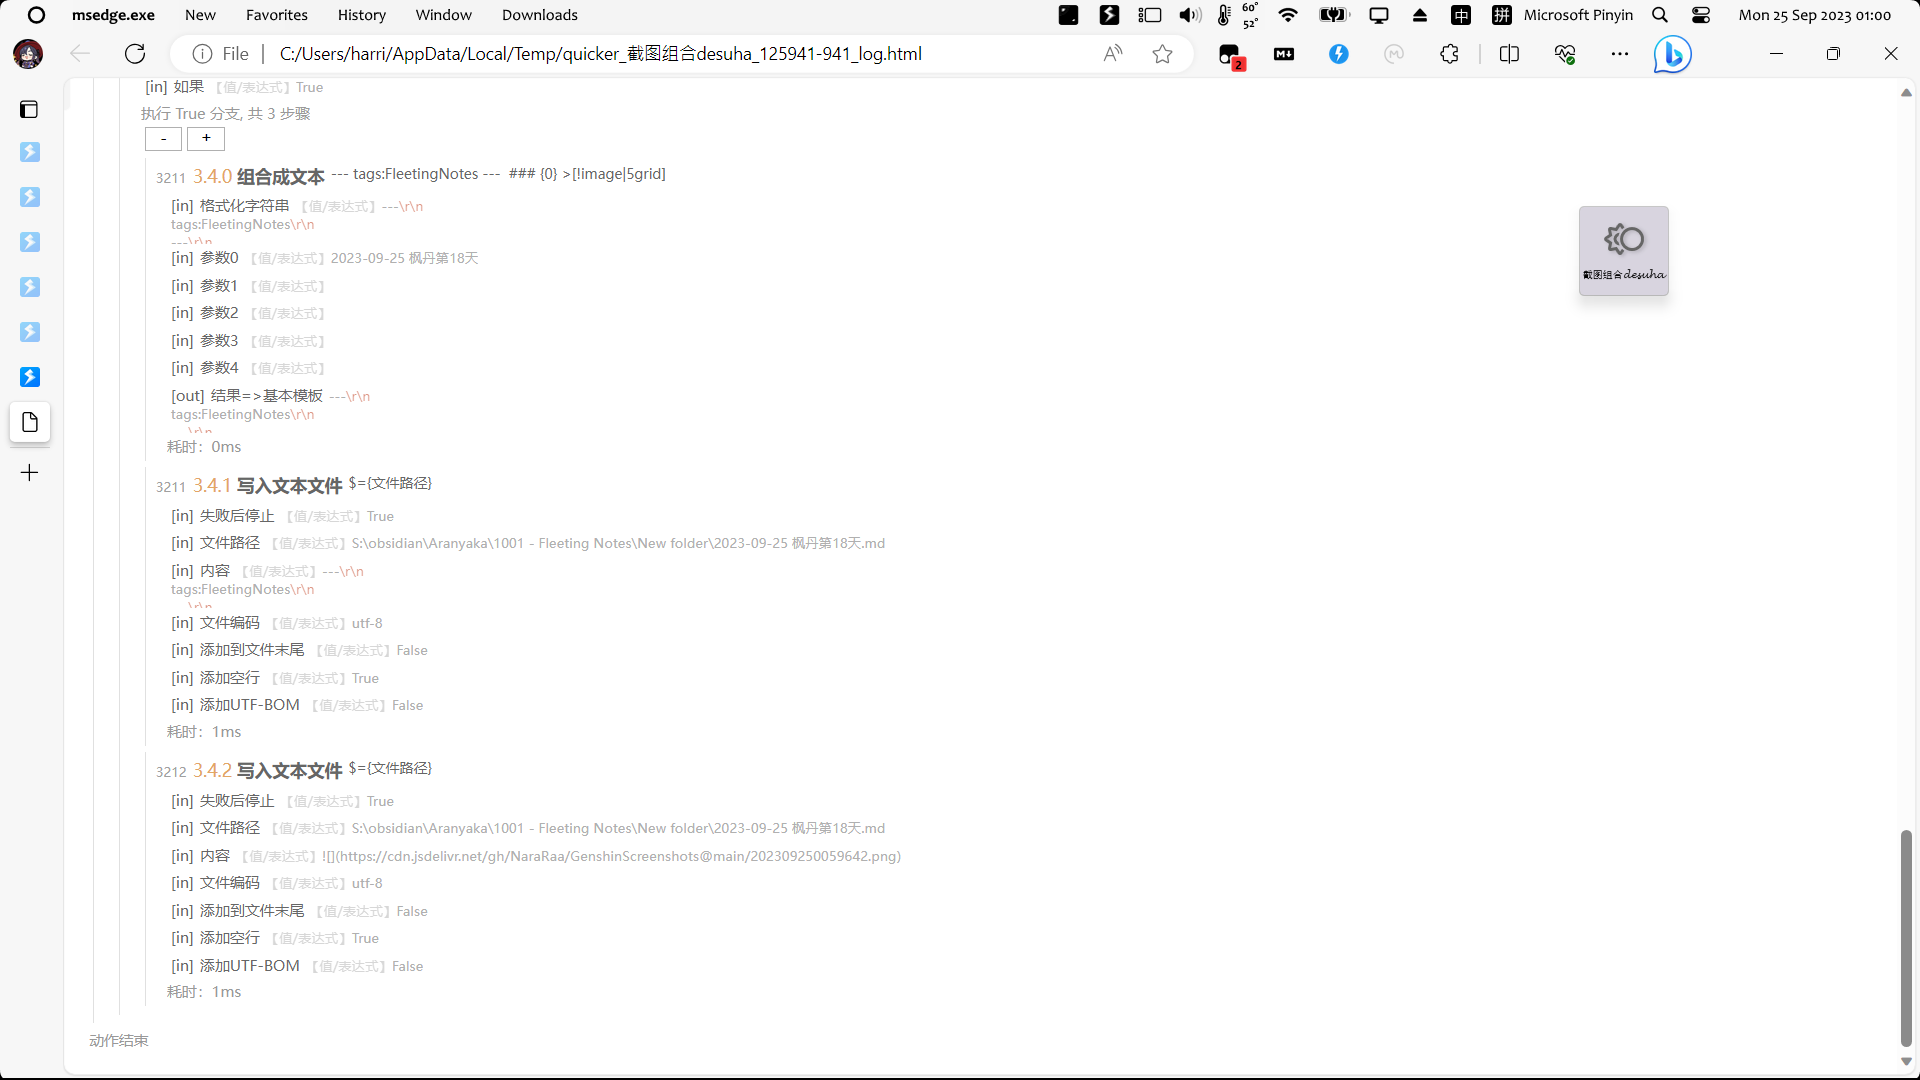 msedge.exe New Favorites History Window Downloads 60° 52° 中 拼 Microsoft Pinyin Mon 25 Sep 2023 01:00
File C:/Users/harri/AppData/Local/Temp/quicker_截图组合desuha_125941-941_log.html 2
[in] 如果 【值/表达式】True
执行 True 分支, 共 3 步骤
- +
3211 3.4.0 组合成文本 --- tags:FleetingNotes --- ### {0} >[!image|5grid]
[in] 格式化字符串 【值/表达式】---\r\n
tags:FleetingNotes\r\n
---\r\n
[in] 参数0 【值/表达式】2023-09-25 枫丹第18天
[in] 参数1 【值/表达式】
[in] 参数2 【值/表达式】
[in] 参数3 【值/表达式】
[in] 参数4 【值/表达式】
[out] 结果=>基本模板 ---\r\n
tags:FleetingNotes\r\n
---\r\n
耗时：0ms
3211 3.4.1 写入文本文件 $={文件路径}
[in] 失败后停止 【值/表达式】True
[in] 文件路径 【值/表达式】S:\obsidian\Aranyaka\1001 - Fleeting Notes\New folder\2023-09-25 枫丹第18天.md
[in] 内容 【值/表达式】---\r\n
tags:FleetingNotes\r\n
---\r\n
[in] 文件编码 【值/表达式】utf-8
[in] 添加到文件末尾 【值/表达式】False
[in] 添加空行 【值/表达式】True
[in] 添加UTF-BOM 【值/表达式】False
耗时：1ms
3212 3.4.2 写入文本文件 $={文件路径}
[in] 失败后停止 【值/表达式】True
[in] 文件路径 【值/表达式】S:\obsidian\Aranyaka\1001 - Fleeting Notes\New folder\2023-09-25 枫丹第18天.md
[in] 内容 【值/表达式】![](https://cdn.jsdelivr.net/gh/NaraRaa/GenshinScreenshots@main/202309250059642.png)
[in] 文件编码 【值/表达式】utf-8
[in] 添加到文件末尾 【值/表达式】False
[in] 添加空行 【值/表达式】True
[in] 添加UTF-BOM 【值/表达式】False
耗时：1ms
动作结束
截图组合desuha